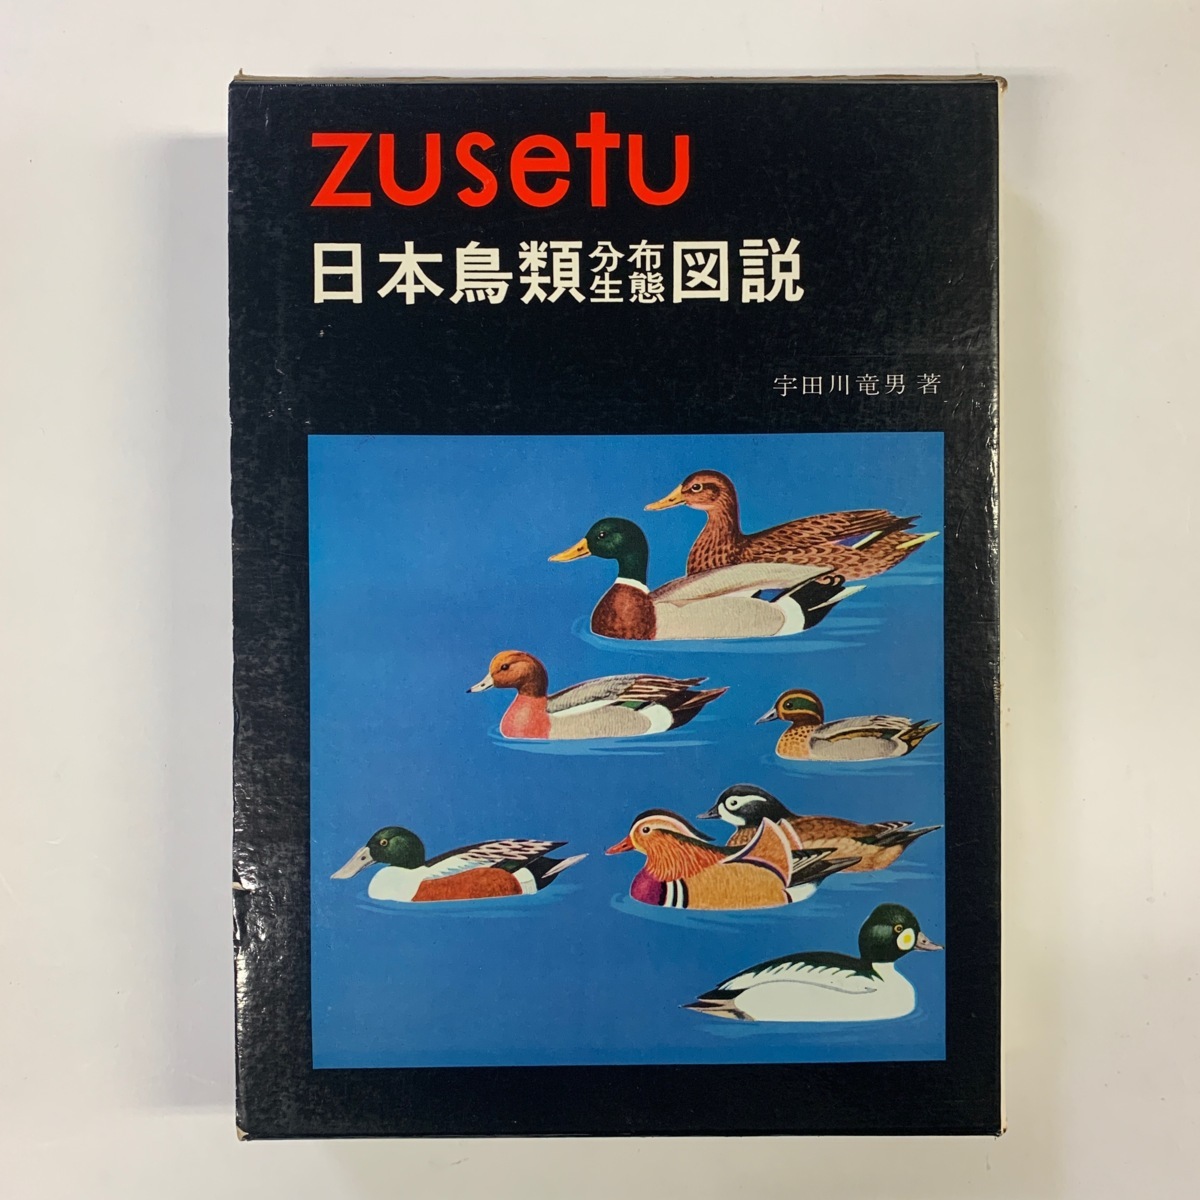 zusetu
日本鳥類分布生態図説
宇田川竜男 著